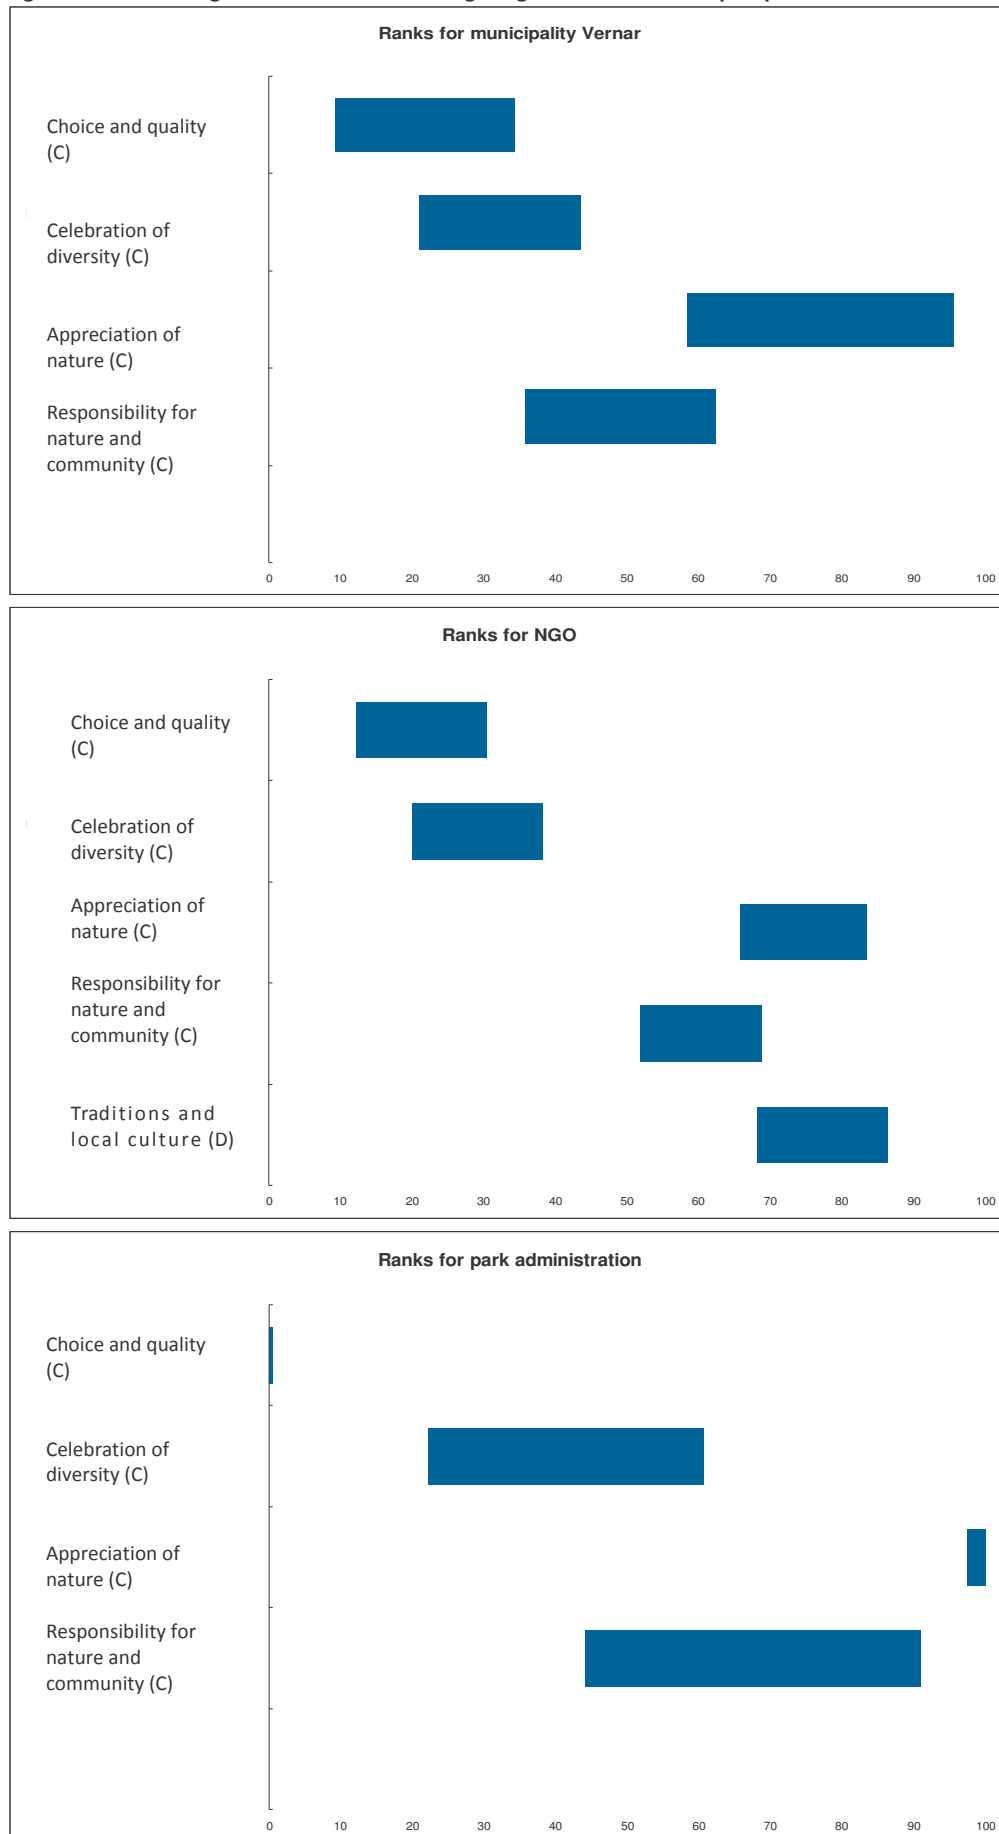 Ranks for municipality Vernar
Choice and quality
(C)
Celebration of
diversity (C)
Appreciation of
nature (C)
Responsibility for
nature and
community (C)
0 10 20 30 40 50 60 70 80 90 100
Ranks for NGO
Choice and quality
(C)
Celebration of
diversity (C)
Appreciation of
nature (C)
Responsibility for
nature and
community (C)
Traditions and
local culture (D)
0 10 20 30 40 50 60 70 80 90 100
Ranks for park administration
Choice and quality
(C)
Celebration of
diversity (C)
Appreciation of
nature (C)
Responsibility for
nature and
community (C)
0 10 20 30 40 50 60 70 80 90 100